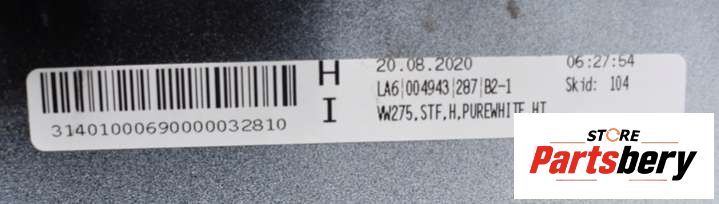 20.08.2020 06:27:54
LA6|004943|287|B2-1 Skid: 104
VW275,STF,H,PUREWHITE,HI
H
I
31401000690000032810
STORE
Partsbery